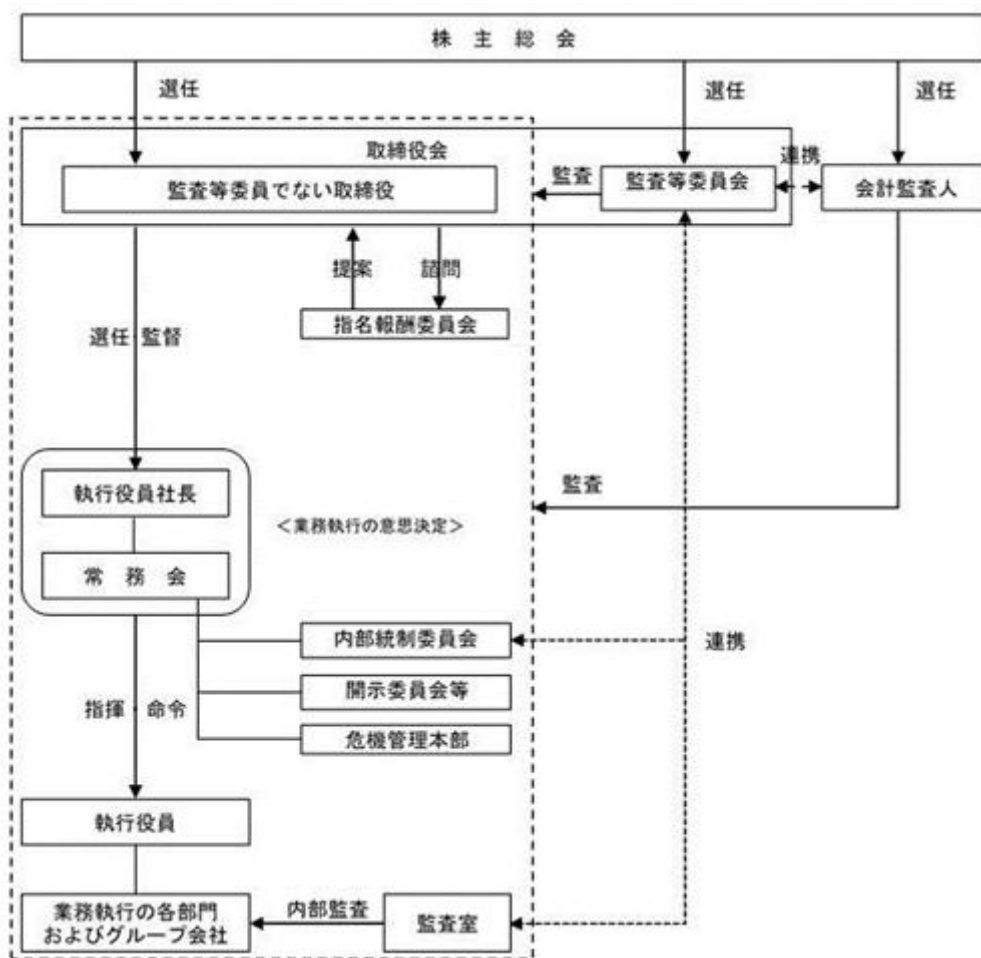 株 主 総 会
選任
選任
選任
取締役会
連携
監査等委員でない取締役
監査
監査等委員会
会計監査人
提案
諮問
指名報酬委員会
選任・監督
執行役員社長
監査
<業務執行の意思決定>
常 務 会
内部統制委員会
連携
開示委員会等
指揮・命令
危機管理本部
執行役員
業務執行の各部門
およびグループ会社
内部監査
監査室